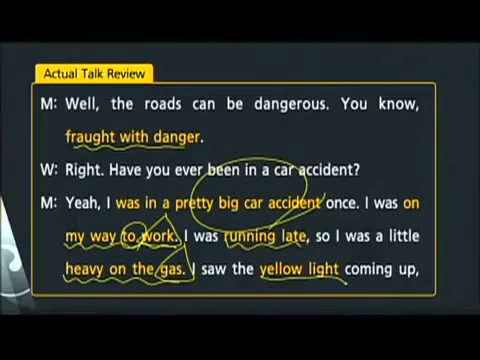 Actual Talk Review
M: Well, the roads can be dangerous. You know,
fraught with danger.
W: Right. Have you ever been in a car accident?
M: Yeah, I was in a pretty big car accident once. I was on
my way to work. I was running late, so I was a little
heavy on the gas. I saw the yellow light coming up,